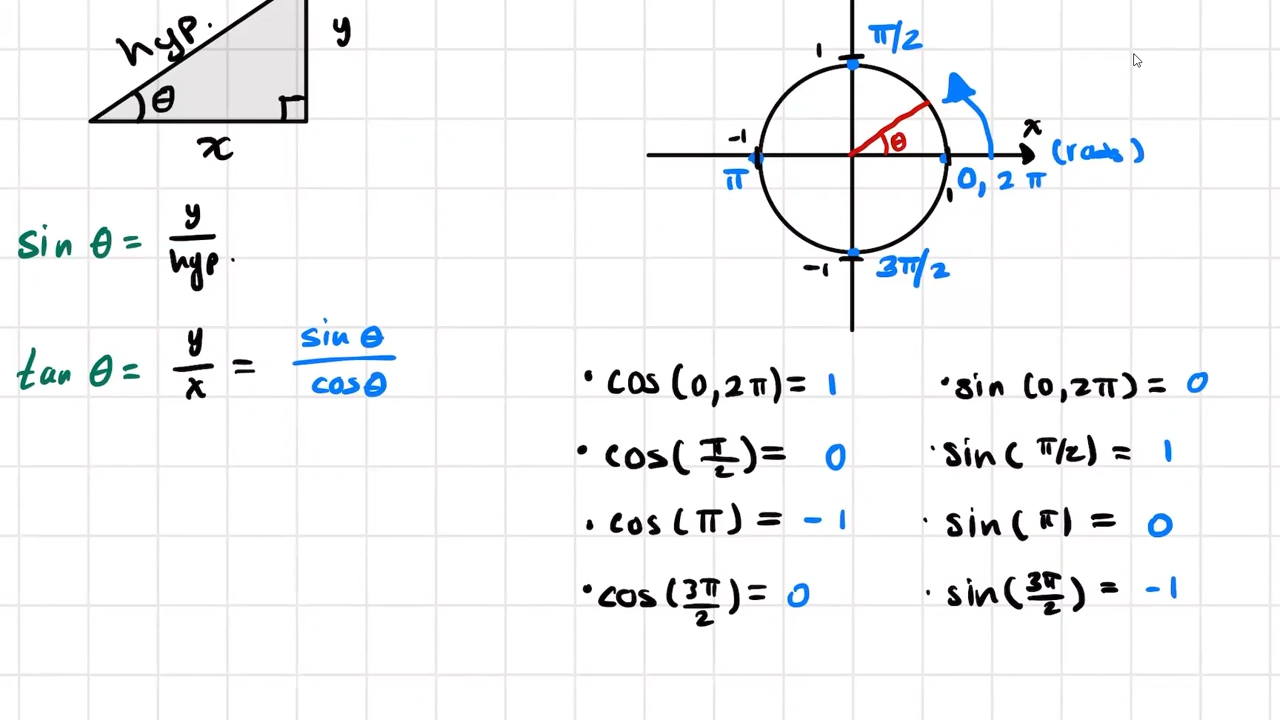 hyp.
y
θ
x
sin θ = y/hyp.
tan θ = y/x = sin θ/cos θ
π/2
1
x
(rads)
-1
θ
π
0, 2π
1
-1
3π/2
• cos(0,2π) = 1
• cos(π/2) = 0
• cos(π) = -1
• cos(3π/2) = 0
• sin (0,2π) = 0
• sin( π/2) = 1
• sin( π) = 0
• sin(3π/2) = -1